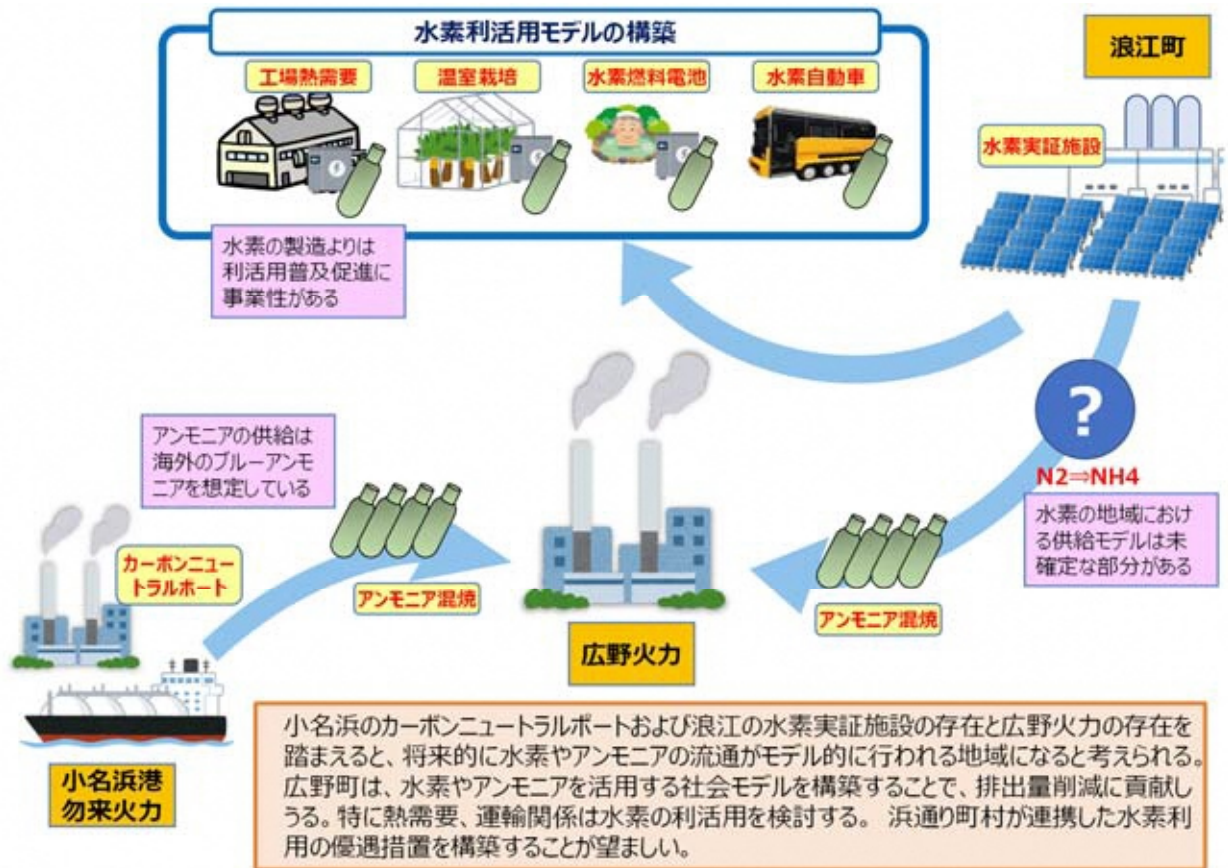 水素利活用モデルの構築
工場熱需要
温室栽培
水素燃料電池
水素自動車
浪江町
水素実証施設
水素の製造よりは
利活用普及促進に
事業性がある
?
N2⇒NH4
水素の地域におけ
る供給モデルは未
確定な部分がある
アンモニアの供給は
海外のブルーアンモ
ニアを想定している
カーボンニュー
トラルポート
アンモニア混焼
アンモニア混焼
広野火力
小名浜港
勿来火力
小名浜のカーボンニュートラルポートおよび浪江の水素実証施設の存在と広野火力の存在を
踏まえると、将来的に水素やアンモニアの流通がモデル的に行われる地域になると考えられる。
広野町は、水素やアンモニアを活用する社会モデルを構築することで、排出量削減に貢献し
うる。特に熱需要、運輸関係は水素の利活用を検討する。 浜通り町村が連携した水素利
用の優遇措置を構築することが望ましい。